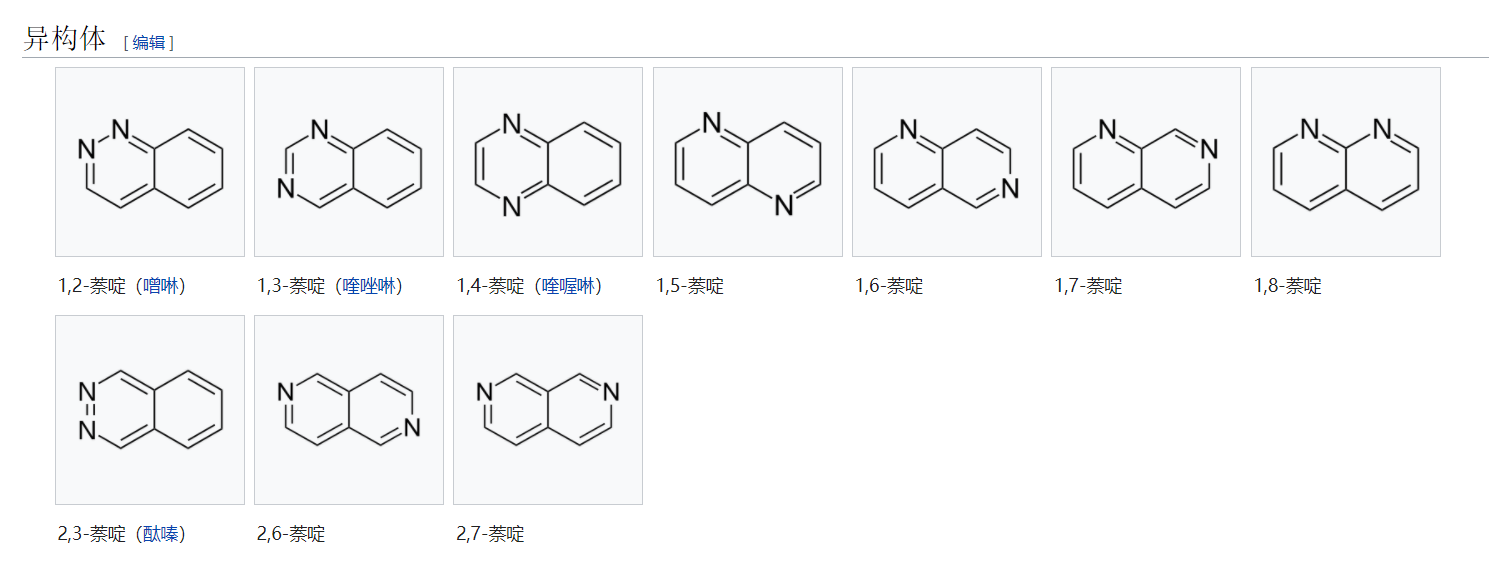 异构体 [ 编辑 ]
N N N N N N N N N N N N N N
1,2-萘啶（噌啉） 1,3-萘啶（喹唑啉） 1,4-萘啶（喹喔啉） 1,5-萘啶 1,6-萘啶 1,7-萘啶 1,8-萘啶
N N N N N N
2,3-萘啶（酞嗪） 2,6-萘啶 2,7-萘啶